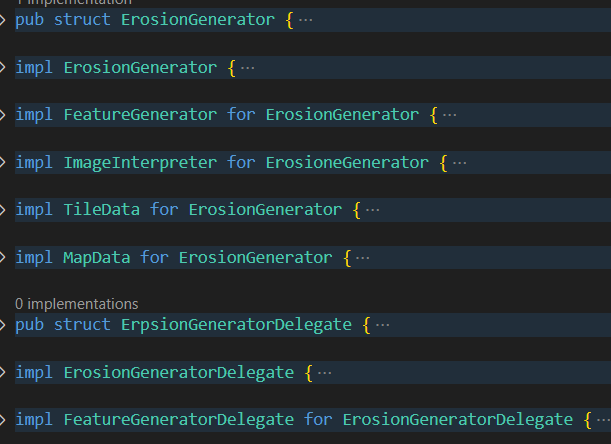 1 implementation
pub struct ErosionGenerator { ···
impl ErosionGenerator { ···
impl FeatureGenerator for ErosionGenerator { ···
impl ImageInterpreter for ErosioneGenerator { ···
impl TileData for ErosionGenerator { ···
impl MapData for ErosionGenerator { ···
0 implementations
pub struct ErpsionGeneratorDelegate { ···
impl ErosionGeneratorDelegate { ···
impl FeatureGeneratorDelegate for ErosionGeneratorDelegate { ···